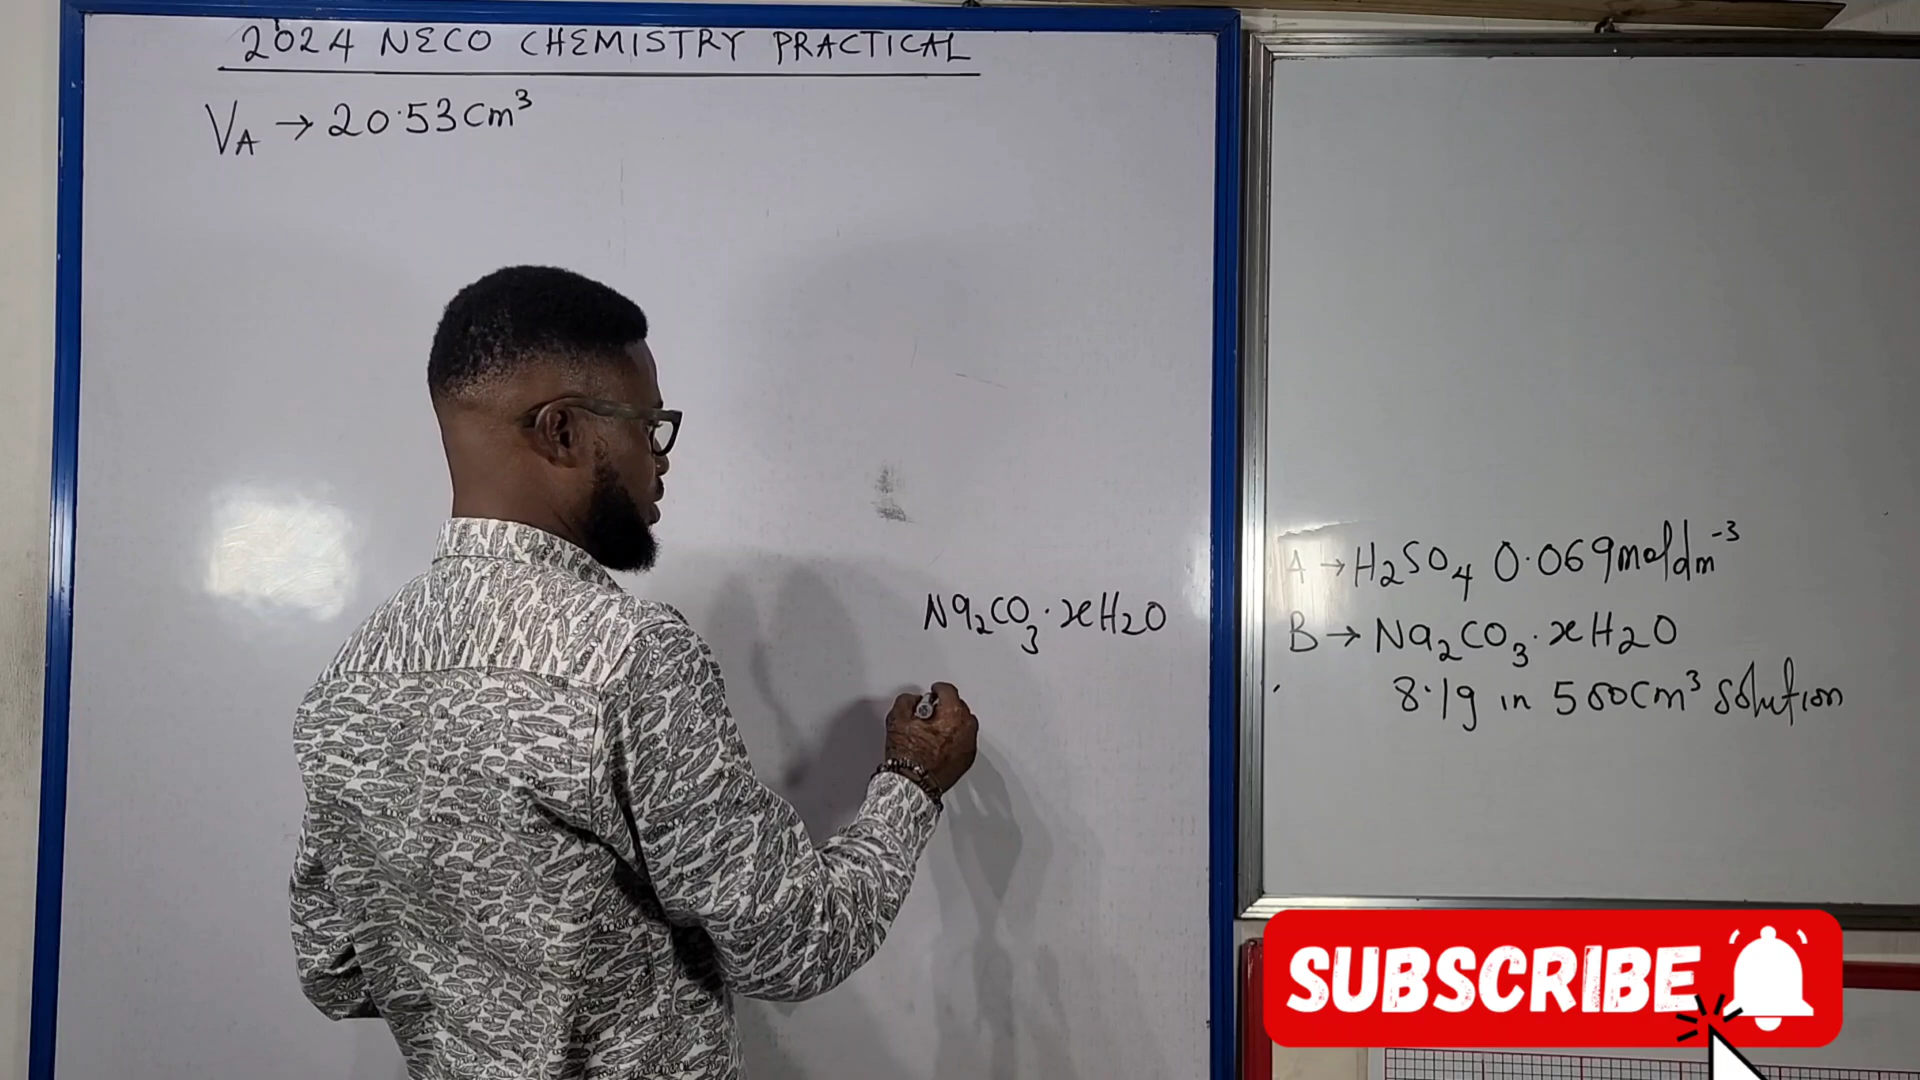 2024 NECO CHEMISTRY PRACTICAL
V_A → 20.53cm³
Na₂CO₃·xH₂O
A → H₂SO₄ 0.069moldm⁻³
B → Na₂CO₃·xH₂O
8.1g in 500cm³ solution
SUBSCRIBE